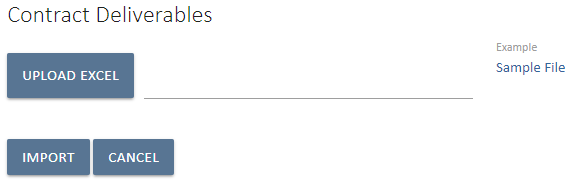 Contract Deliverables
Example
UPLOAD EXCEL
Sample File
IMPORT
CANCEL